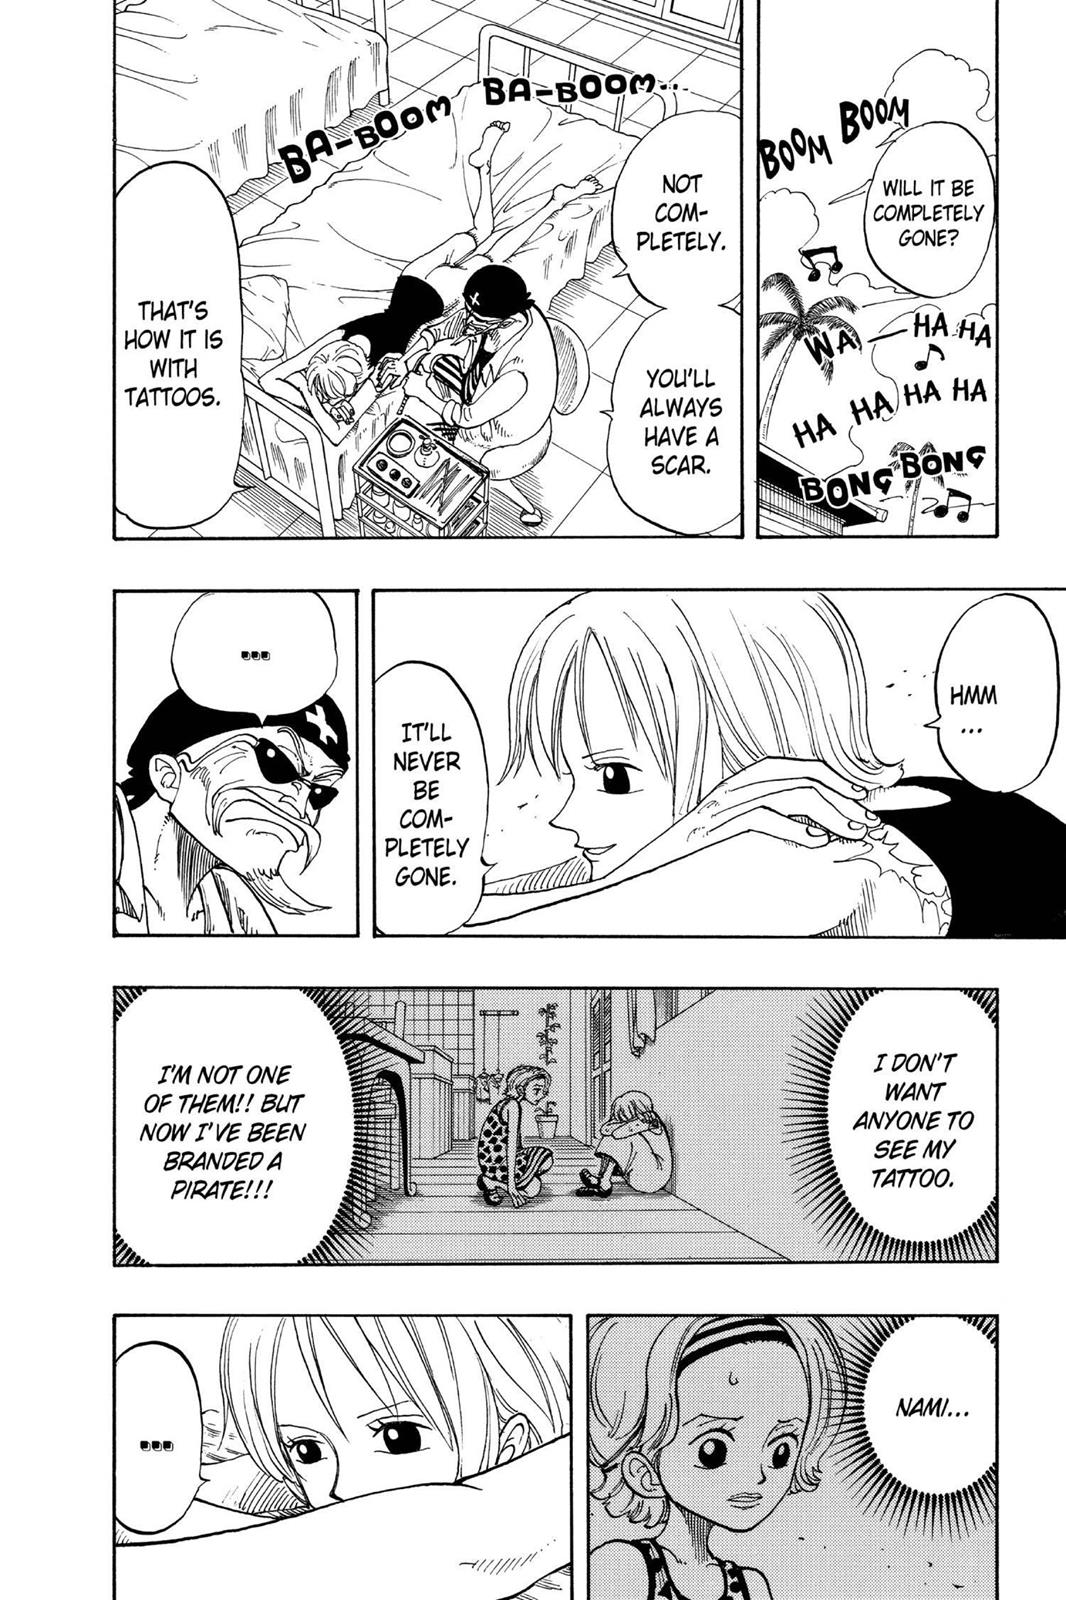 BOOM BOOM
WILL IT BE
COMPLETELY
GONE?
WA—HA HA
HA HA HA HA
BONG BONG
NOT
COM-
PLETELY.
YOU'LL
ALWAYS
HAVE A
SCAR.
BA-BOOM BA-BOOM...
THAT'S
HOW IT IS
WITH
TATTOOS.
HMM
...
IT'LL
NEVER
BE
COM-
PLETELY
GONE.
...
I DON'T
WANT
ANYONE TO
SEE MY
TATTOO.
I'M NOT ONE
OF THEM!! BUT
NOW I'VE BEEN
BRANDED A
PIRATE!!!
NAMI...
...